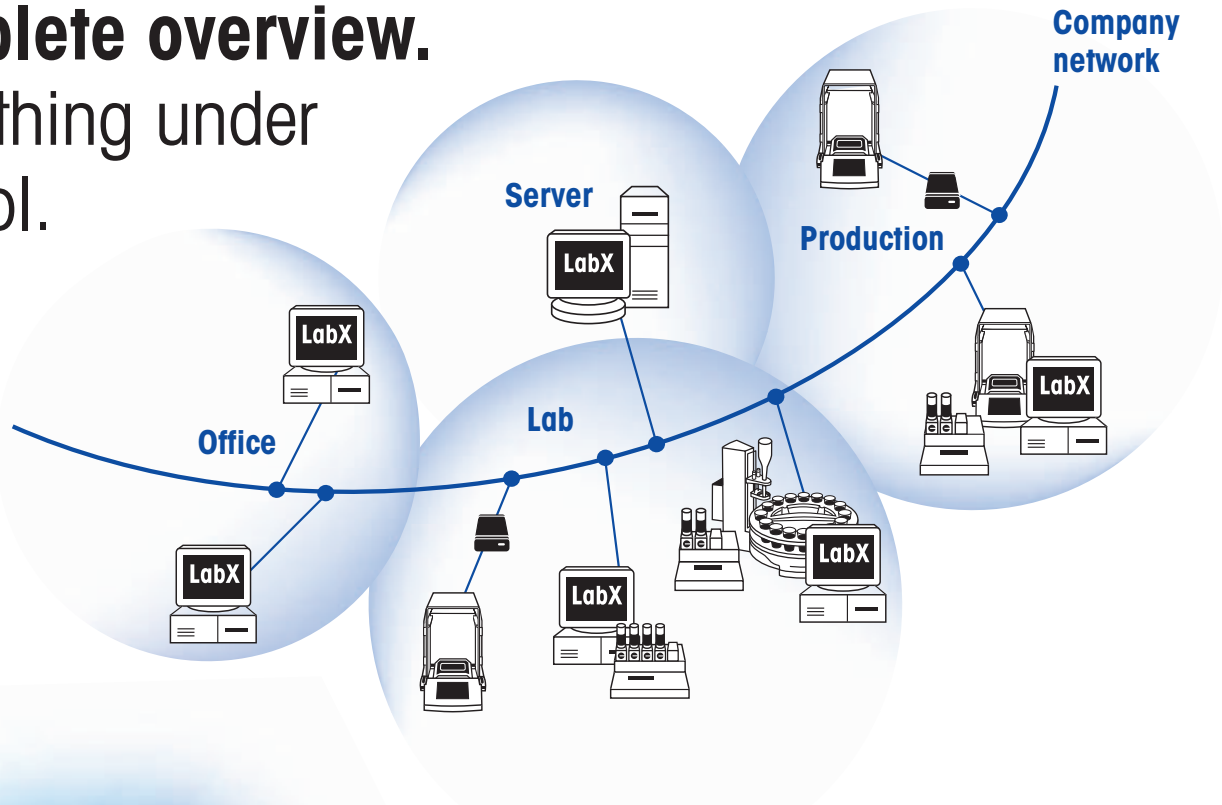 plete overview.
thing under
ol.
Company
network
Server
LabX
Production
LabX
LabX
Office
Lab
LabX
LabX
LabX